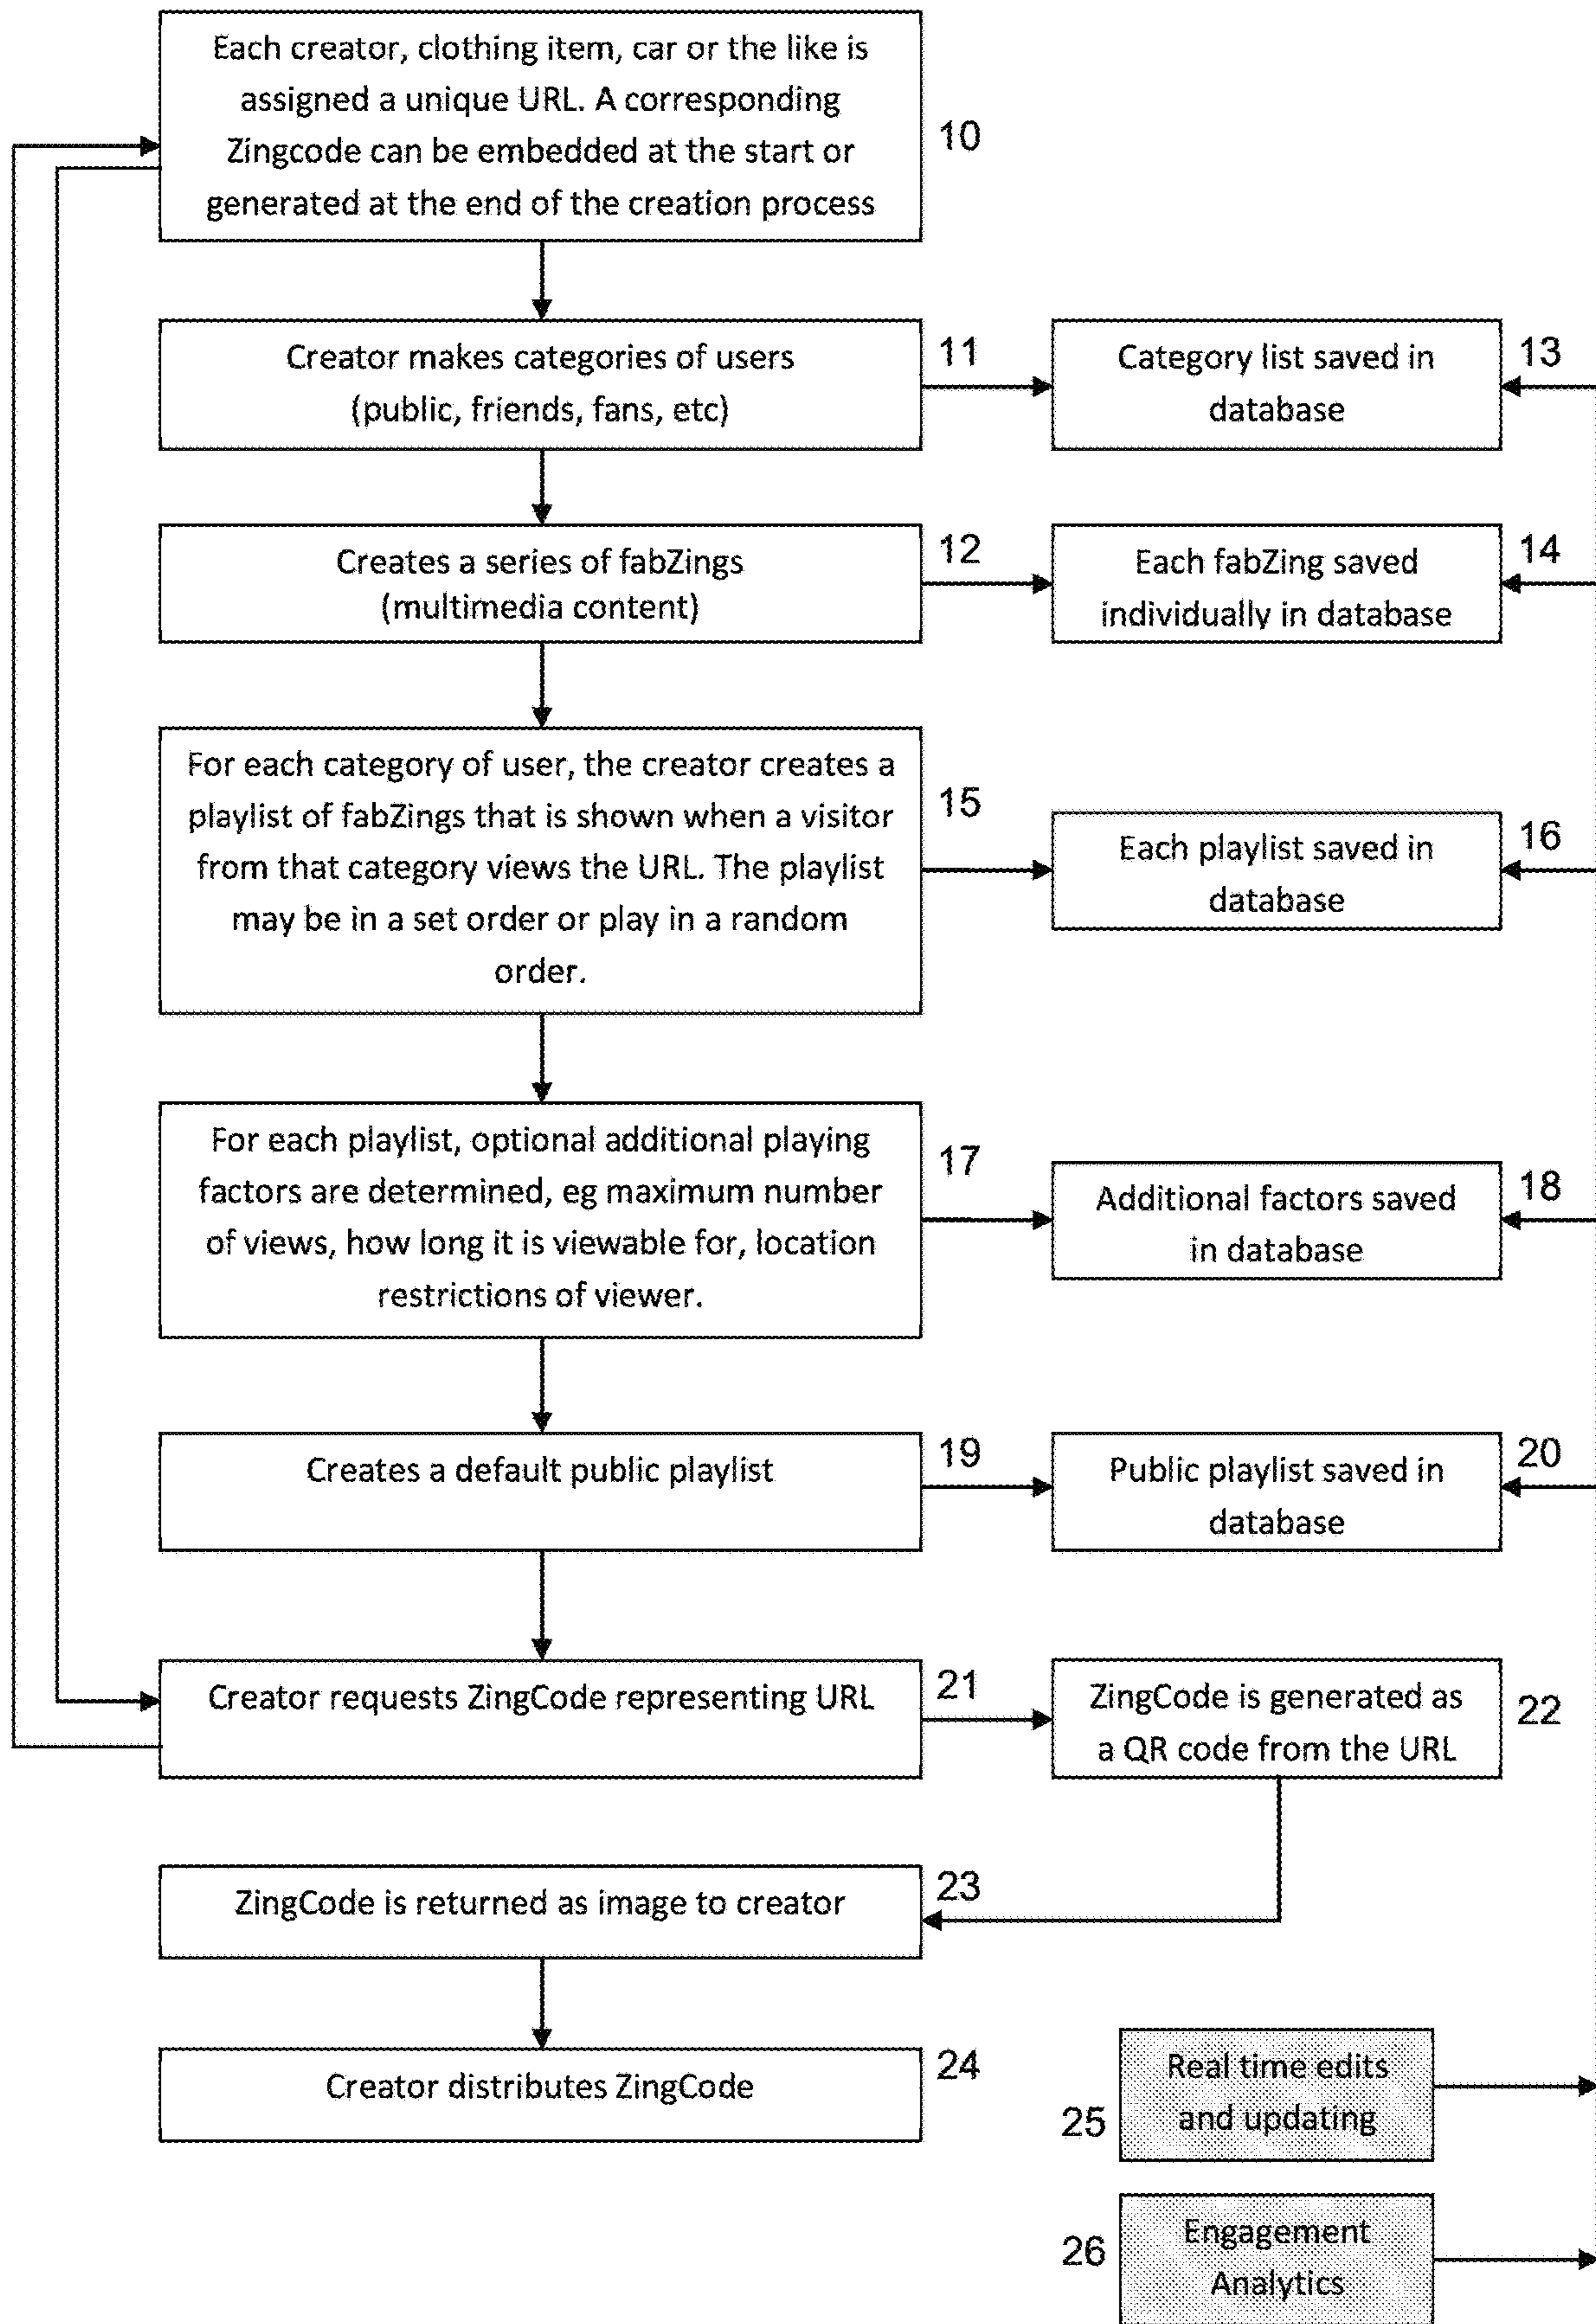 Each creator, clothing item, car or the like is
assigned a unique URL. A corresponding
Zingcode can be embedded at the start or
generated at the end of the creation process
10
Creator makes categories of users
(public, friends, fans, etc)
11
Category list saved in
database
13
Creates a series of fabZings
(multimedia content)
12
Each fabZing saved
individually in database
14
For each category of user, the creator creates a
playlist of fabZings that is shown when a visitor
from that category views the URL. The playlist
may be in a set order or play in a random
order.
15
Each playlist saved in
database
16
For each playlist, optional additional playing
factors are determined, eg maximum number
of views, how long it is viewable for, location
restrictions of viewer.
17
Additional factors saved
in database
18
Creates a default public playlist
19
Public playlist saved in
database
20
Creator requests ZingCode representing URL
21
ZingCode is generated as
a QR code from the URL
22
ZingCode is returned as image to creator
23
Creator distributes ZingCode
24
Real time edits
and updating
25
Engagement
Analytics
26